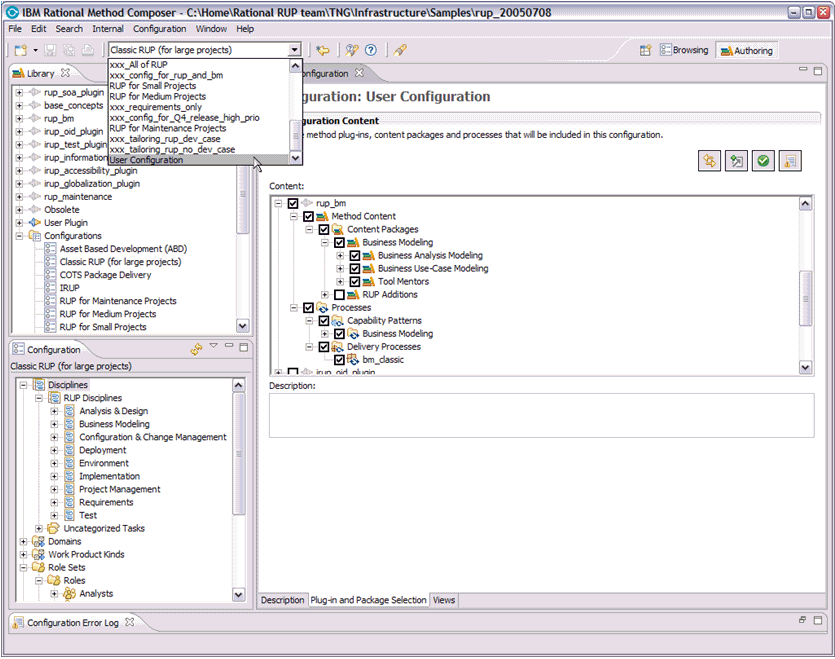 IBM Rational Method Composer - C:\Home\Rational RUP team\TNG\Infrastructure\Samples\rup_20050708
File Edit Search Internal Configuration Window Help
Classic RUP (for large projects)
Browsing
Authoring
xxx_All of RUP
xxx_config_for_rup_and_bm
RUP for Small Projects
RUP for Medium Projects
xxx_requirements_only
xxx_config_for_Q4_release_high_prio
RUP for Maintenance Projects
xxx_tailoring_rup_dev_case
xxx_tailoring_rup_no_dev_case
User Configuration
Library
rup_soa_plugin
base_concepts
rup_bm
irup_oid_plugin
irup_test_plugin
irup_information
irup_accessibility_plugin
irup_globalization_plugin
rup_maintenance
Obsolete
User Plugin
Configurations
Asset Based Development (ABD)
Classic RUP (for large projects)
COTS Package Delivery
IRUP
RUP for Maintenance Projects
RUP for Medium Projects
RUP for Small Projects
Configuration
Classic RUP (for large projects)
Disciplines
RUP Disciplines
Analysis & Design
Business Modeling
Configuration & Change Management
Deployment
Environment
Implementation
Project Management
Requirements
Test
Uncategorized Tasks
Domains
Work Product Kinds
Role Sets
Roles
Analysts
onfiguration
guration: User Configuration
guration Content
e method plug-ins, content packages and processes that will be included in this configuration.
Content:
rup_bm
Method Content
Content Packages
Business Modeling
Business Analysis Modeling
Business Use-Case Modeling
Tool Mentors
RUP Additions
Processes
Capability Patterns
Business Modeling
Delivery Processes
bm_classic
irup_oid_plugin
Description:
Description Plug-in and Package Selection Views
Configuration Error Log